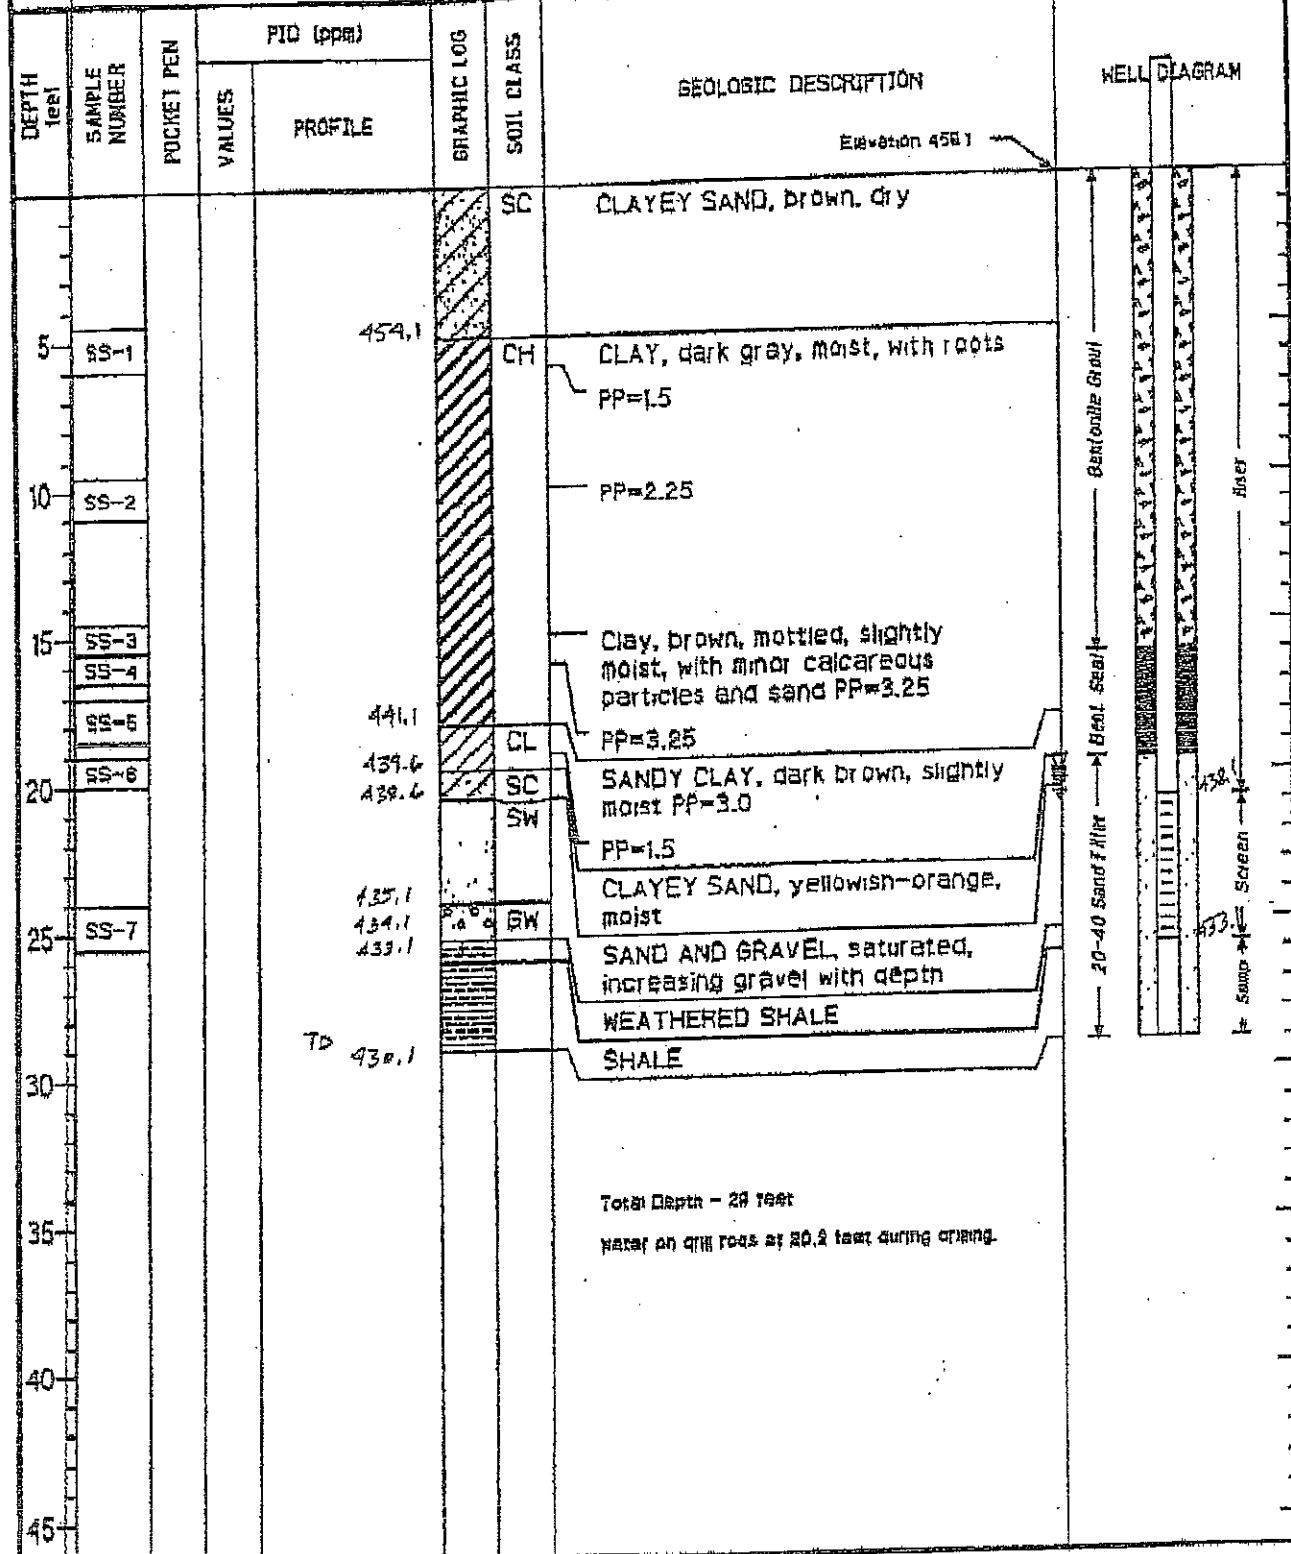 DEPTH feet
SAMPLE NUMBER
POCKET PEN
PID (ppm)
VALUES
PROFILE
GRAPHIC LOG
SOIL CLASS
GEOLOGIC DESCRIPTION
WELL DIAGRAM
Elevation
SC CLAYEY SAND, brown, dry
454.1
5 SS-1
CH CLAY, dark gray, moist, with roots
PP=1.5
10 SS-2
PP=2.25
15 SS-3
Clay, brown, mottled, slightly
SS-4
moist, with minor calcareous
particles and sand PP=3.25
441.1
SS-5
PP=3.25
CL
439.6
SS-6
SANDY CLAY, dark brown, slightly
moist PP=3.0
20
438.6
SC
SW
PP=1.5
CLAYEY SAND, yellowish-orange,
moist
435.1
434.1
GW
25 SS-7
433.1
SAND AND GRAVEL, saturated,
increasing gravel with depth
WEATHERED SHALE
TD 430.1
SHALE
30
Bentonite Grout
Riser
Bent. Seal
20-40 Sand Filter
438.1
Screen
433.1
Sump
Total Depth - 29 feet
Water on drill rods at 20.2 feet during drilling.
35
40
45